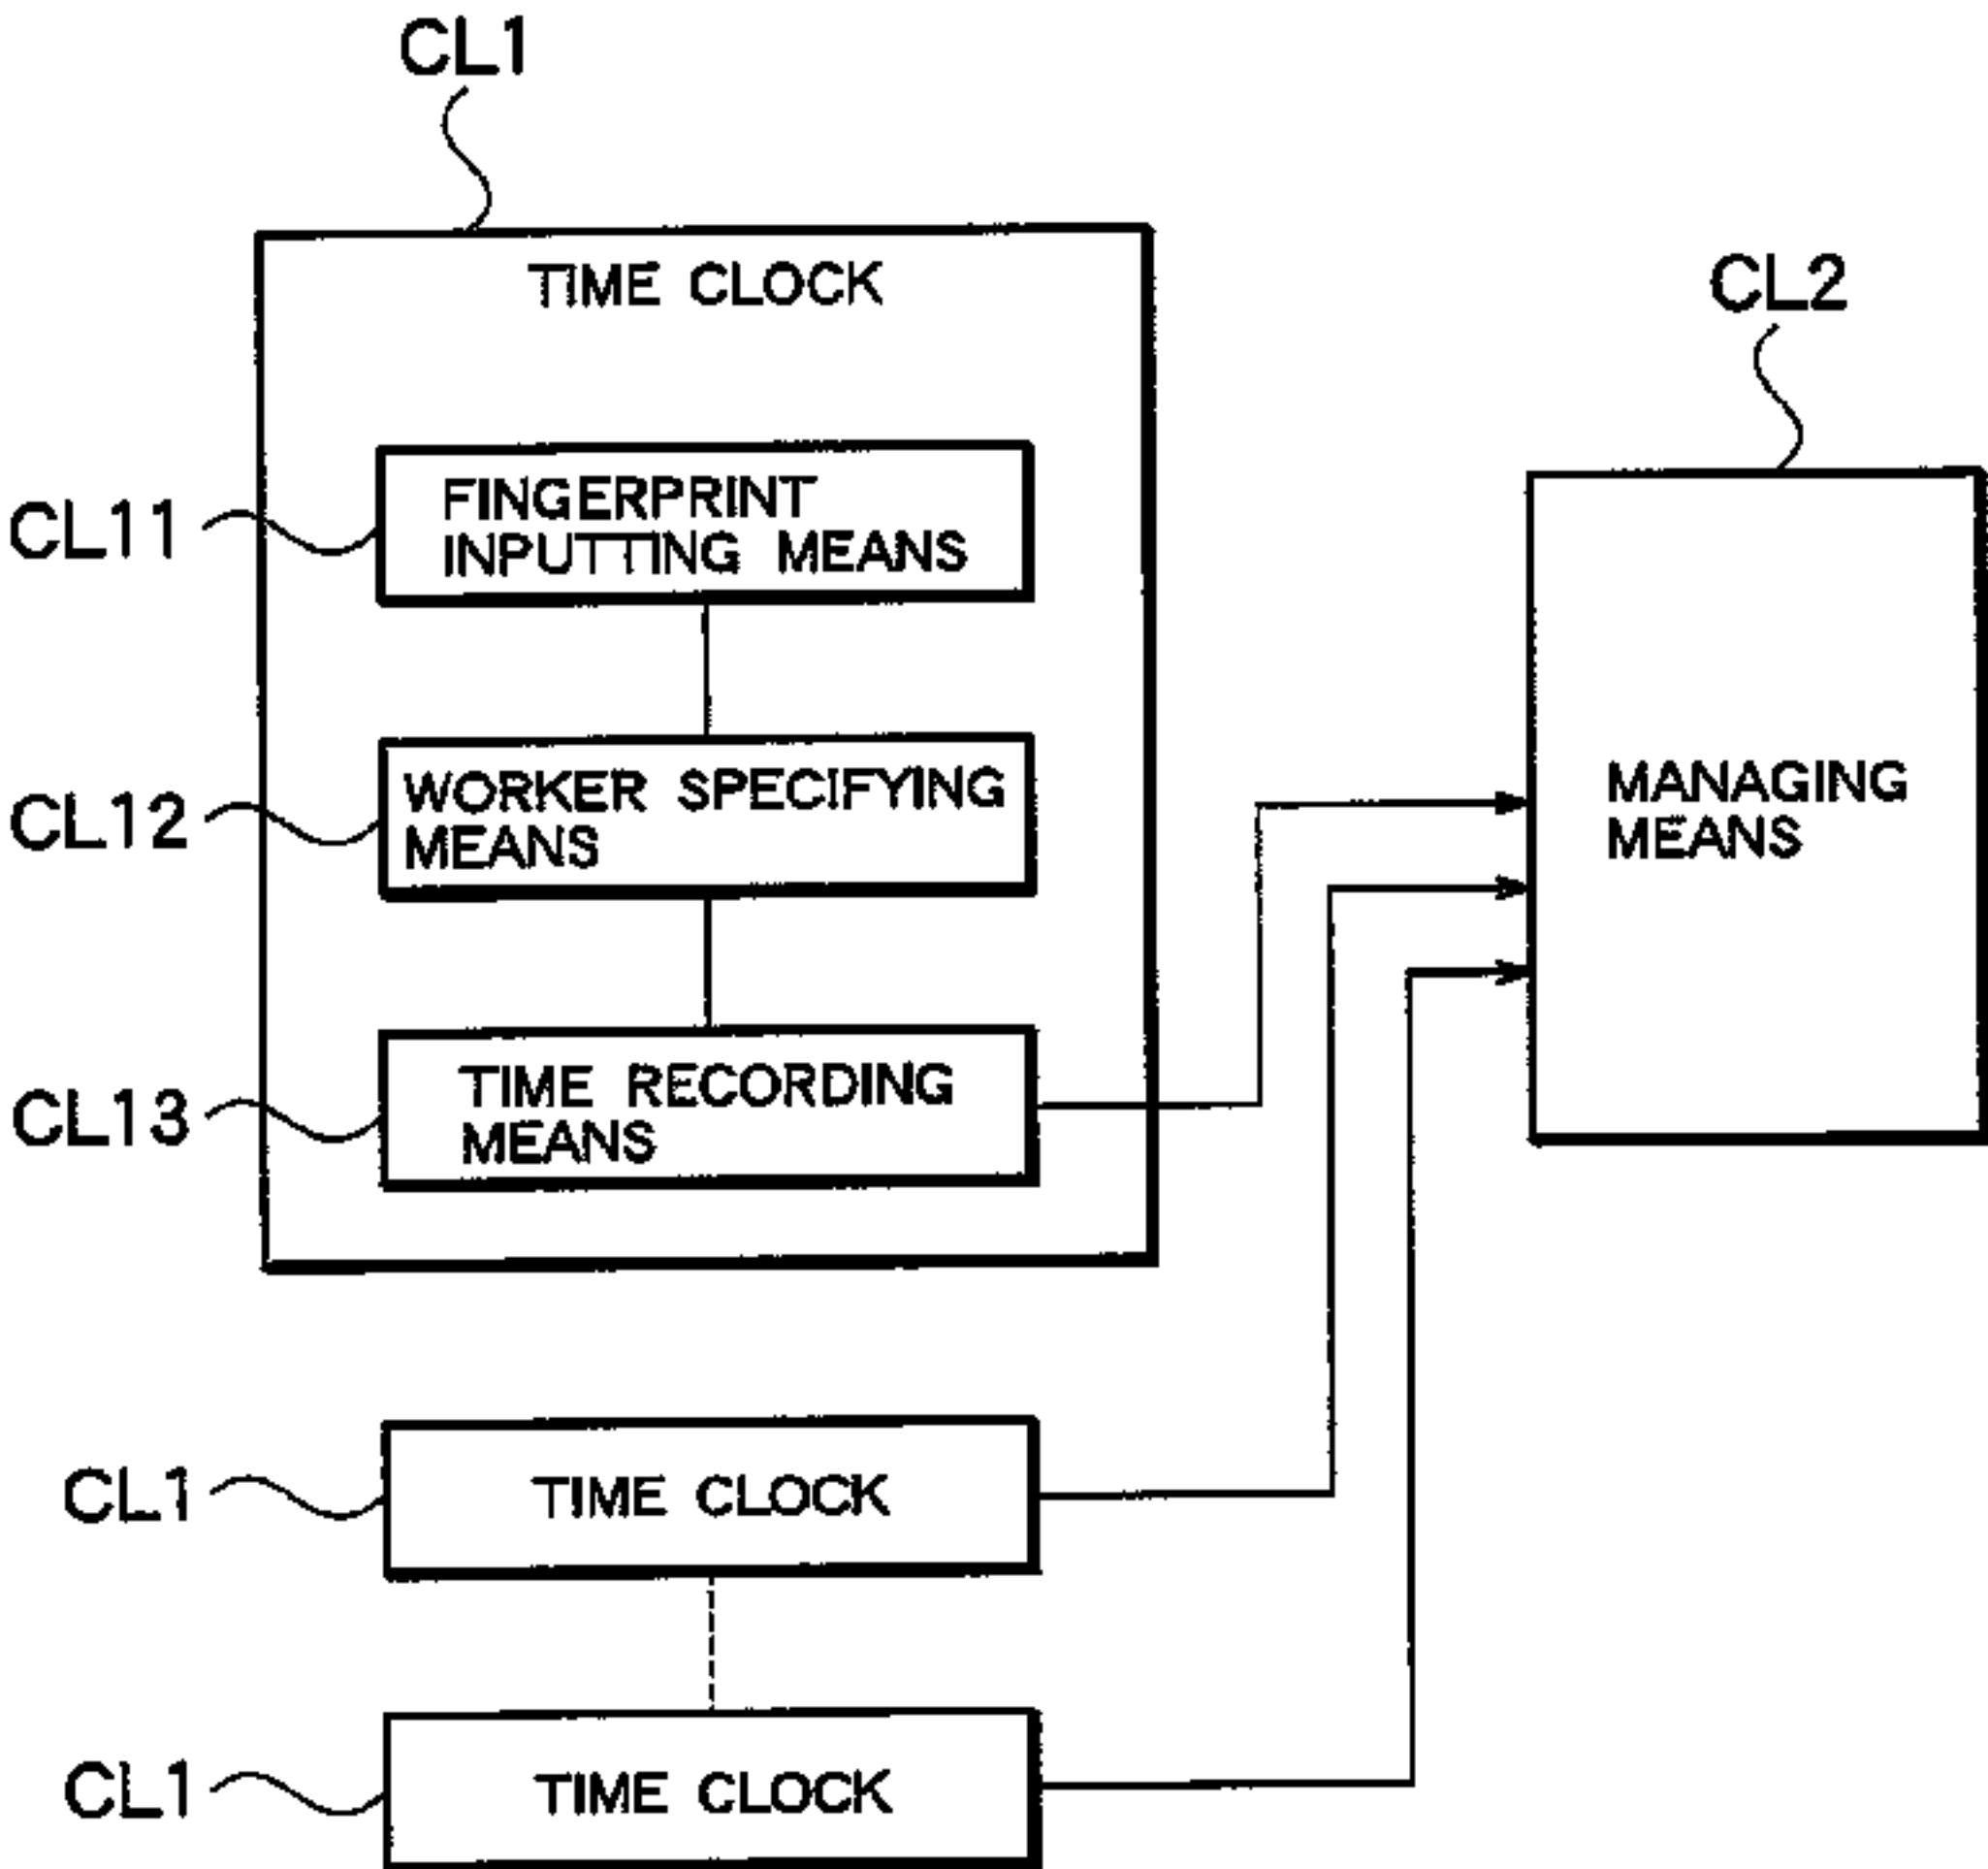 CL1
TIME CLOCK
CL2
CL11
FINGERPRINT
INPUTTING MEANS
CL12
WORKER SPECIFYING
MEANS
MANAGING
MEANS
CL13
TIME RECORDING
MEANS
CL1
TIME CLOCK
CL1
TIME CLOCK